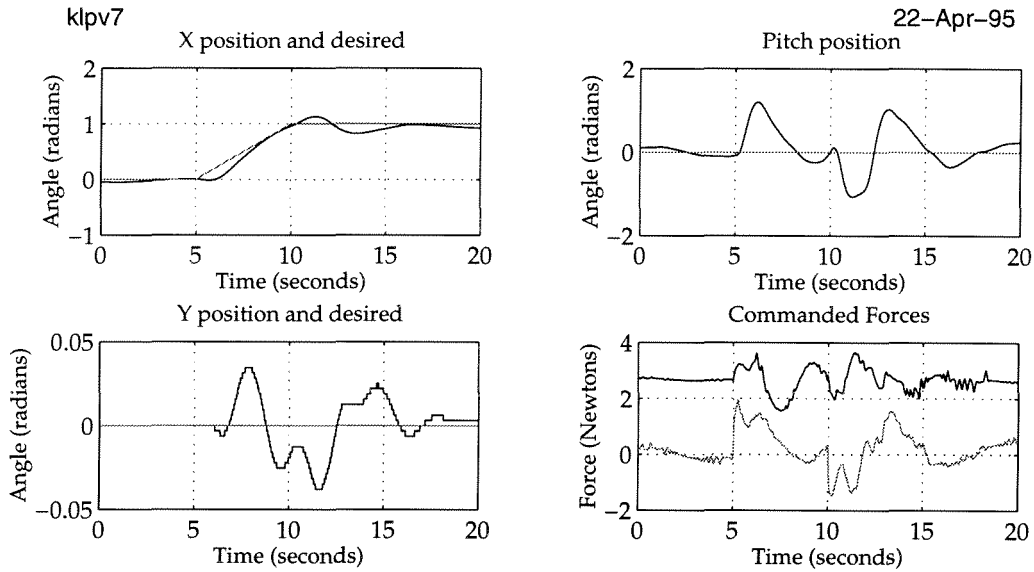 klpv7
22-Apr-95
X position and desired
Angle (radians)
2
1
0
-1
0
5
10
15
20
Time (seconds)
Pitch position
Angle (radians)
2
0
-2
0
5
10
15
20
Time (seconds)
Y position and desired
Angle (radians)
0.05
0
-0.05
0
5
10
15
20
Time (seconds)
Commanded Forces
Force (Newtons)
4
2
0
-2
0
5
10
15
20
Time (seconds)